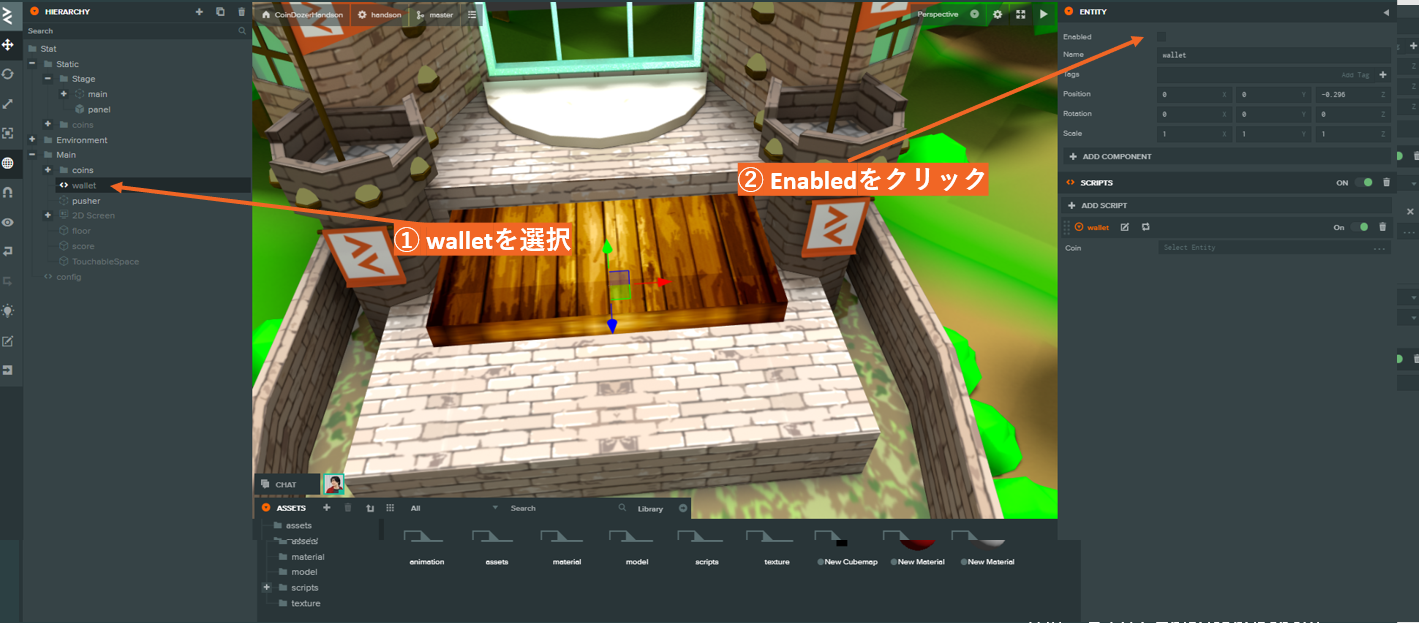 HIERARCHY
Search
Stat
Static
Stage
main
panel
coins
Environment
Main
coins
wallet
pusher
2D Screen
floor
score
TouchableSpace
config
CoinDozerHandson
handson
master
Perspective
① walletを選択
② Enabledをクリック
CHAT
ASSETS
All
Search
Library
assets
assets
material
model
scripts
texture
animation
assets
material
model
scripts
texture
New Cubemap
New Material
New Material
ENTITY
Enabled
Name
wallet
Tags
Add Tag
Position
0 X 0 Y -0.296 Z
Rotation
0 X 0 Y 0 Z
Scale
1 X 1 Y 1 Z
ADD COMPONENT
SCRIPTS
ON
ADD SCRIPT
wallet
On
Coin
Select Entity
...